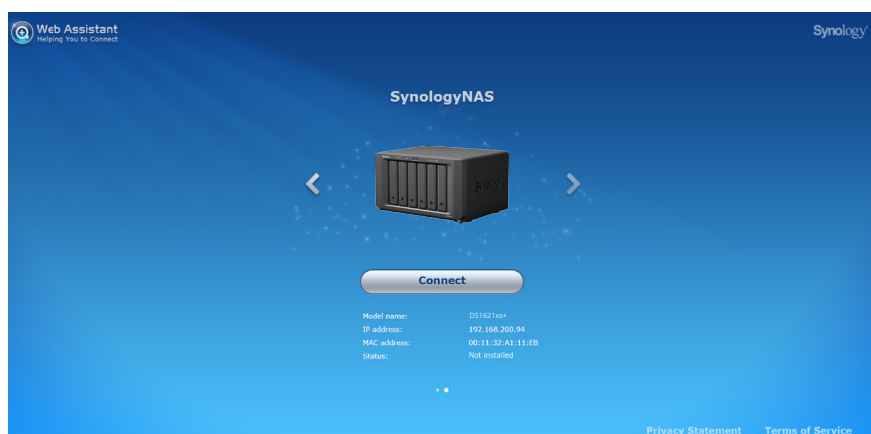 Web Assistant
Helping You to Connect
Synology
SynologyNAS
Connect
Model name: DS1621xs+
IP address: 192.168.200.94
MAC address: 00:11:32:A1:11:EB
Status: Not installed
Privacy Statement Terms of Service